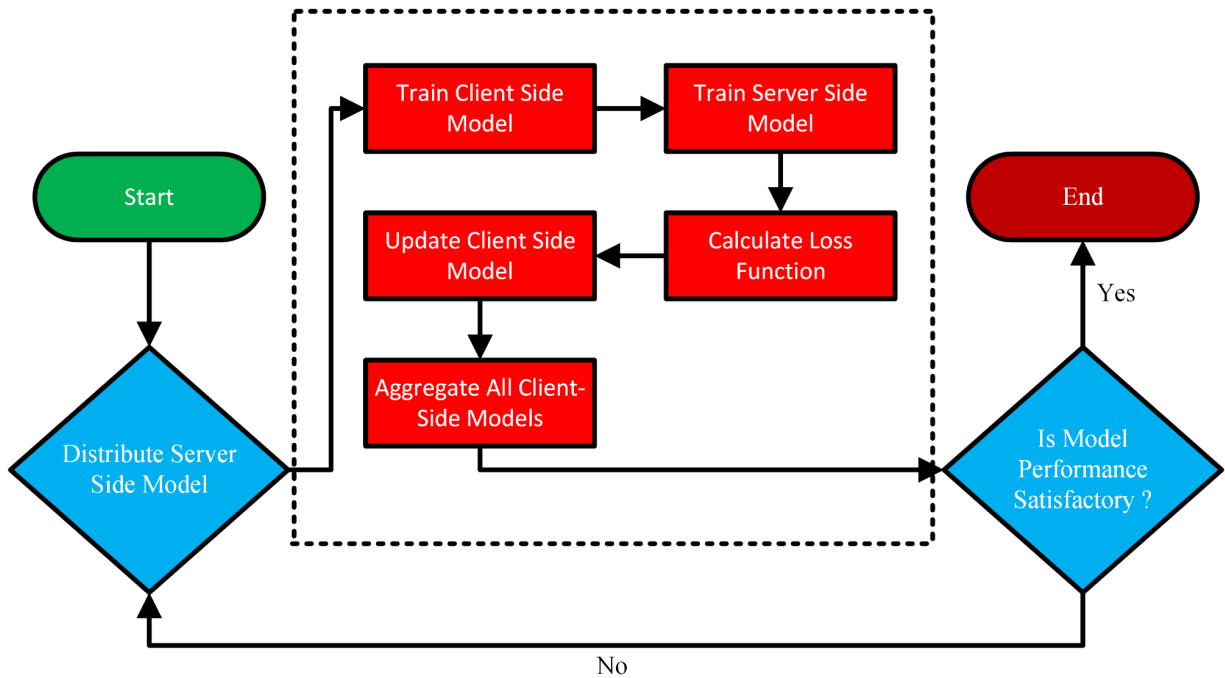 Start
Distribute Server
Side Model
Train Client Side
Model
Train Server Side
Model
Calculate Loss
Function
Update Client Side
Model
Aggregate All Client-
Side Models
Is Model
Performance
Satisfactory ?
Yes
End
No